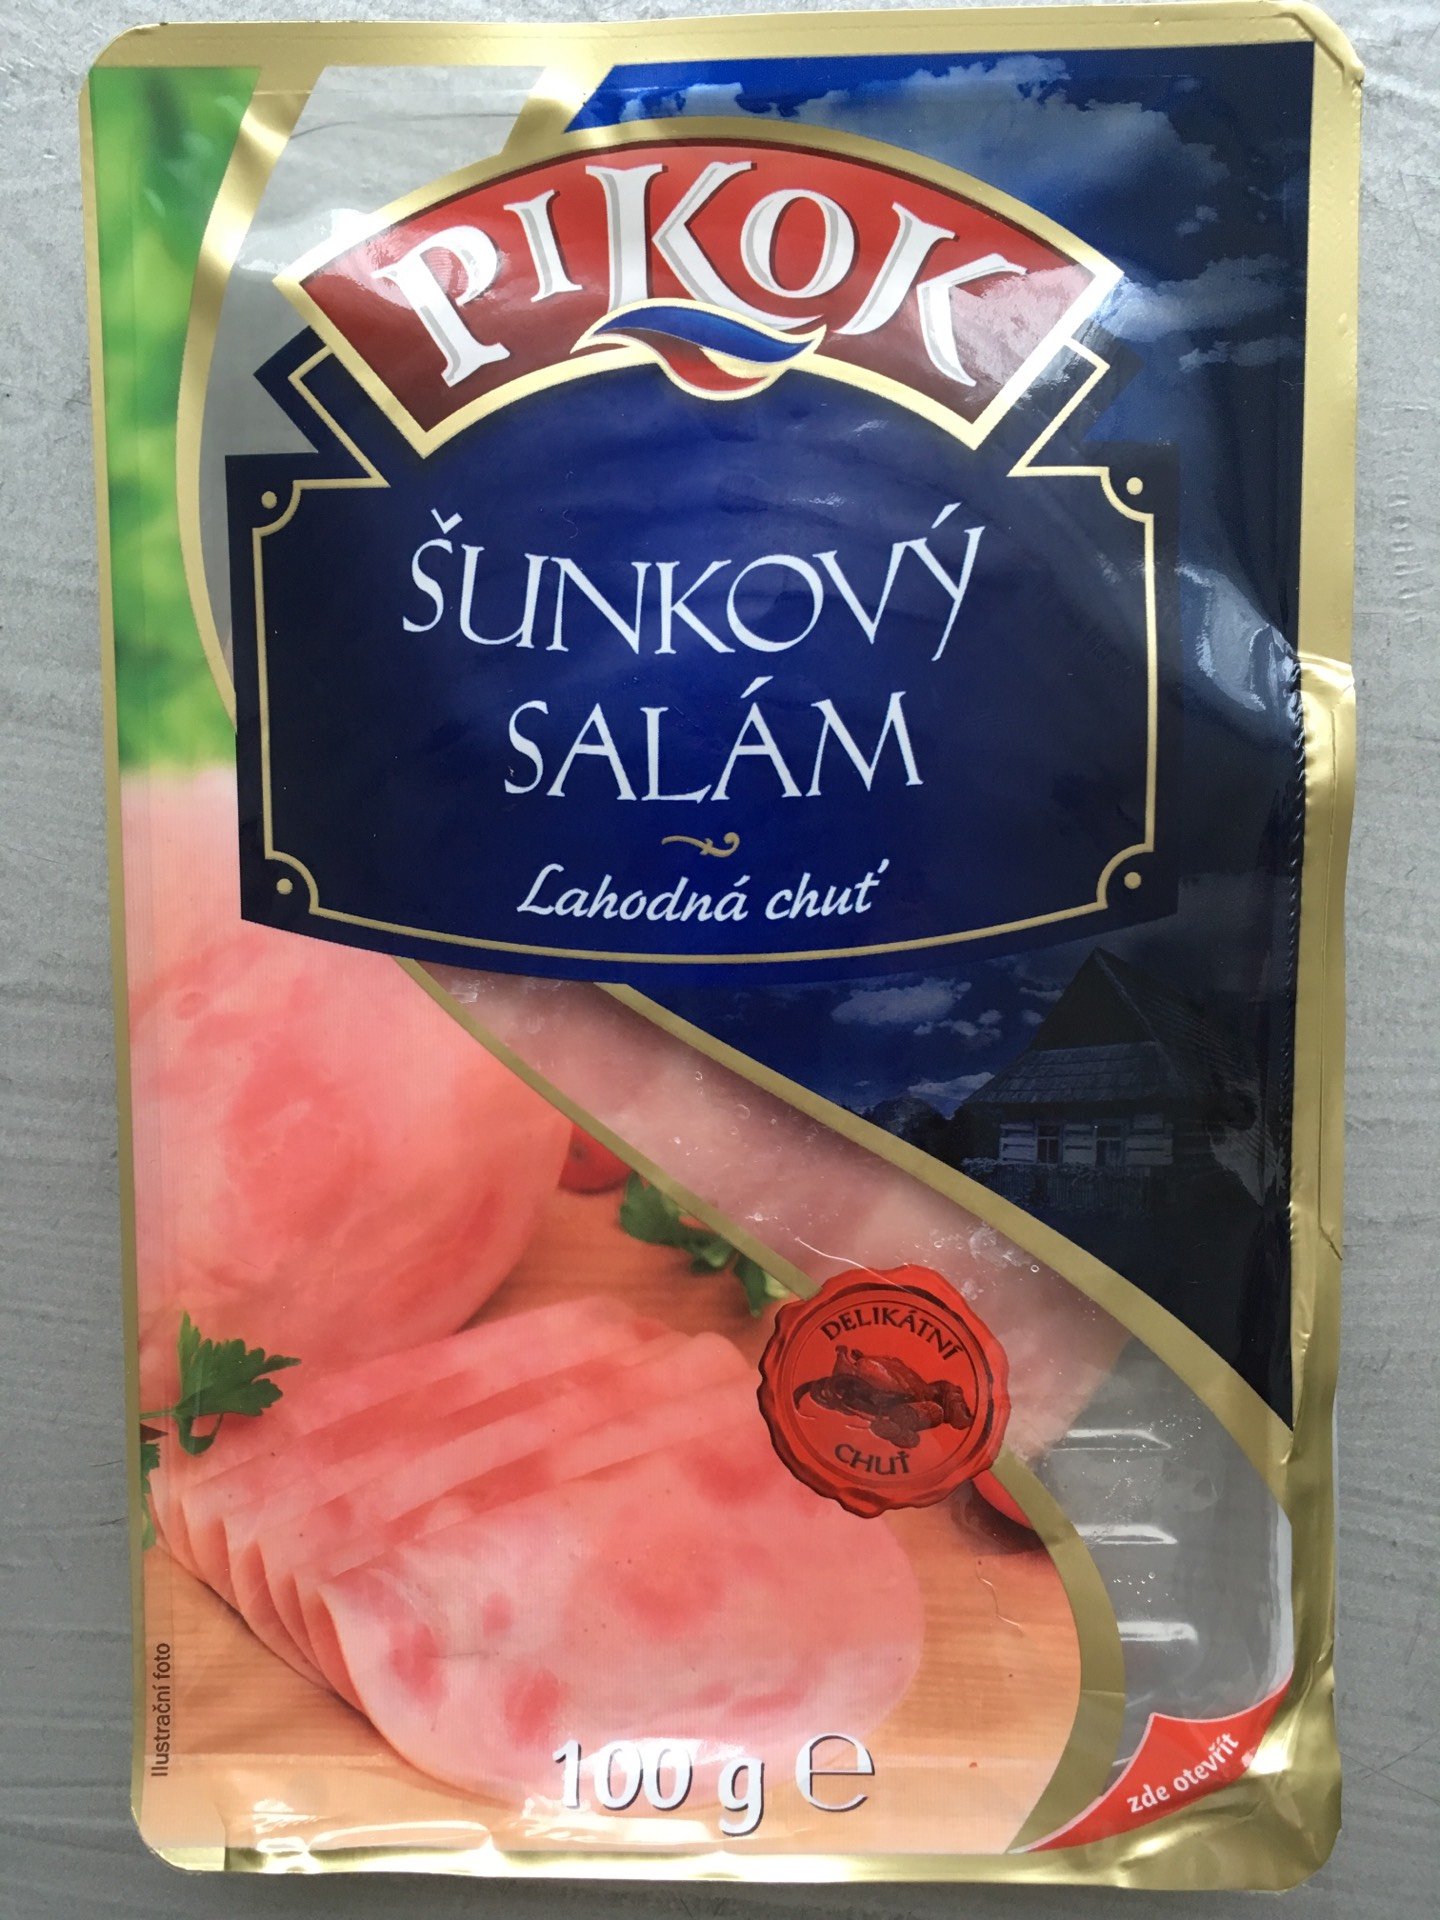 PIKOK
ŠUNKOVÝ
SALÁM
Lahodná chuť
DELIKÁTNÍ
CHUŤ
Ilustrační foto
100 g ℮
zde otevřít